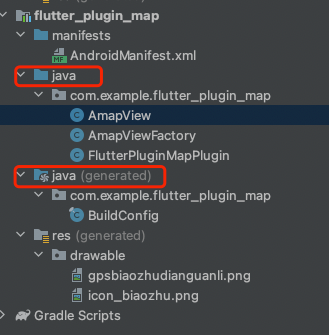 flutter_plugin_map
manifests
AndroidManifest.xml
java
com.example.flutter_plugin_map
AmapView
AmapViewFactory
FlutterPluginMapPlugin
java (generated)
com.example.flutter_plugin_map
BuildConfig
res (generated)
drawable
gpsbiaozhudianguanli.png
icon_biaozhu.png
Gradle Scripts